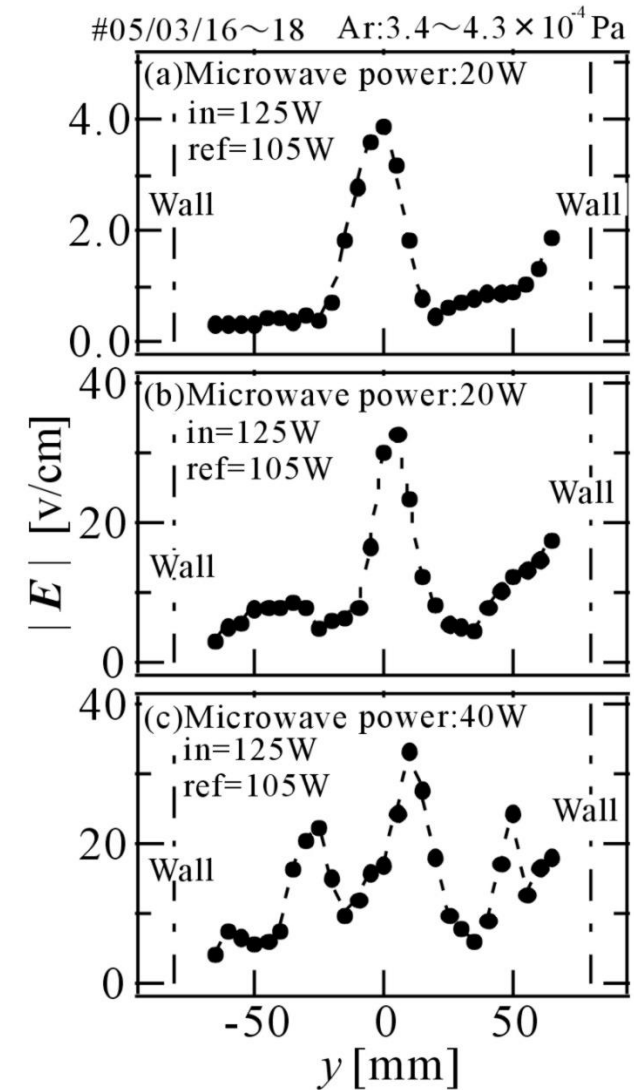 #05/03/16～18 Ar:3.4～4.3×10⁻⁴Pa
(a)Microwave power:20W
in=125W
ref=105W
4.0
Wall Wall
2.0
0.0
40
(b)Microwave power:20W
in=125W
ref=105W
Wall
20
Wall
0
|E| [v/cm]
40
(c)Microwave power:40W
in=125W
ref=105W
Wall
20
Wall
0
-50 0 50
y [mm]